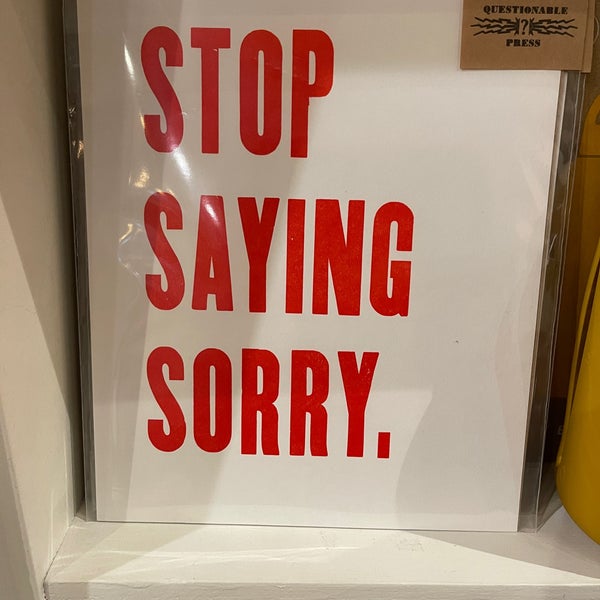 QUESTIONABLE
?
PRESS
STOP
SAYING
SORRY.